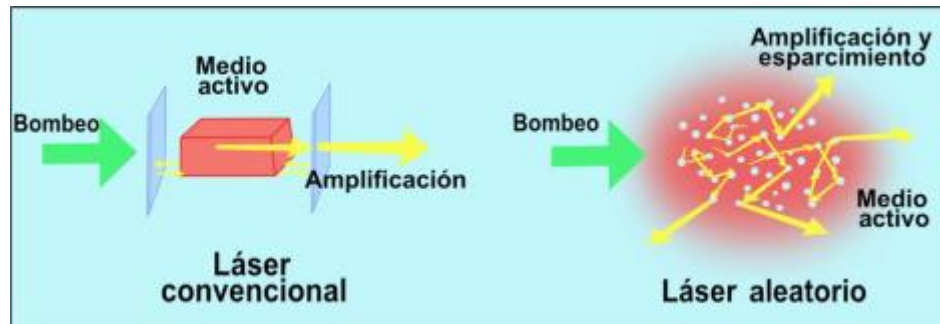 Medio
activo
Bombeo
Amplificación
Láser
convencional
Amplificación y
esparcimiento
Bombeo
Medio
activo
Láser aleatorio